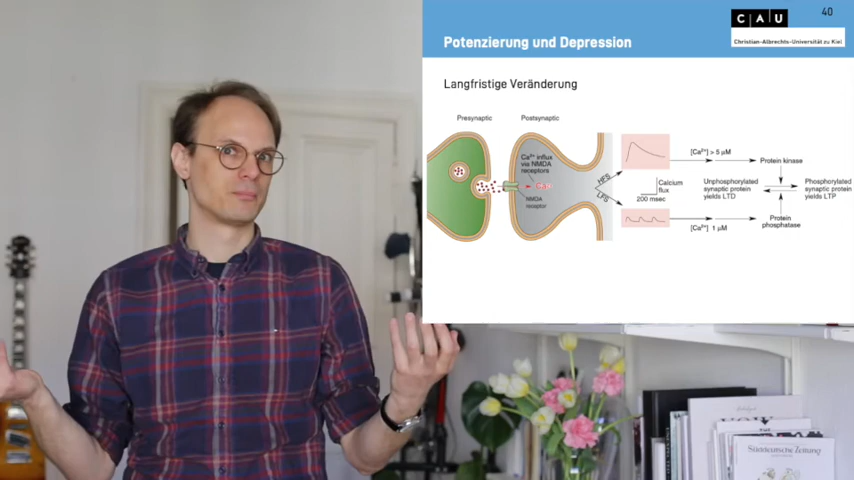 40
C A U
Christian-Albrechts-Universität zu Kiel
Potenzierung und Depression
Langfristige Veränderung
Presynaptic
Postsynaptic
Ca2+ influx
via NMDA
receptors
NMDA
receptor
HFS
LFS
Calcium
flux
200 msec
[Ca2+] > 5 µM
Protein kinase
Unphosphorylated
synaptic protein
yields LTD
Phosphorylated
synaptic protein
yields LTP
Protein
phosphatase
[Ca2+] 1 µM
Süddeutsche Zeitung